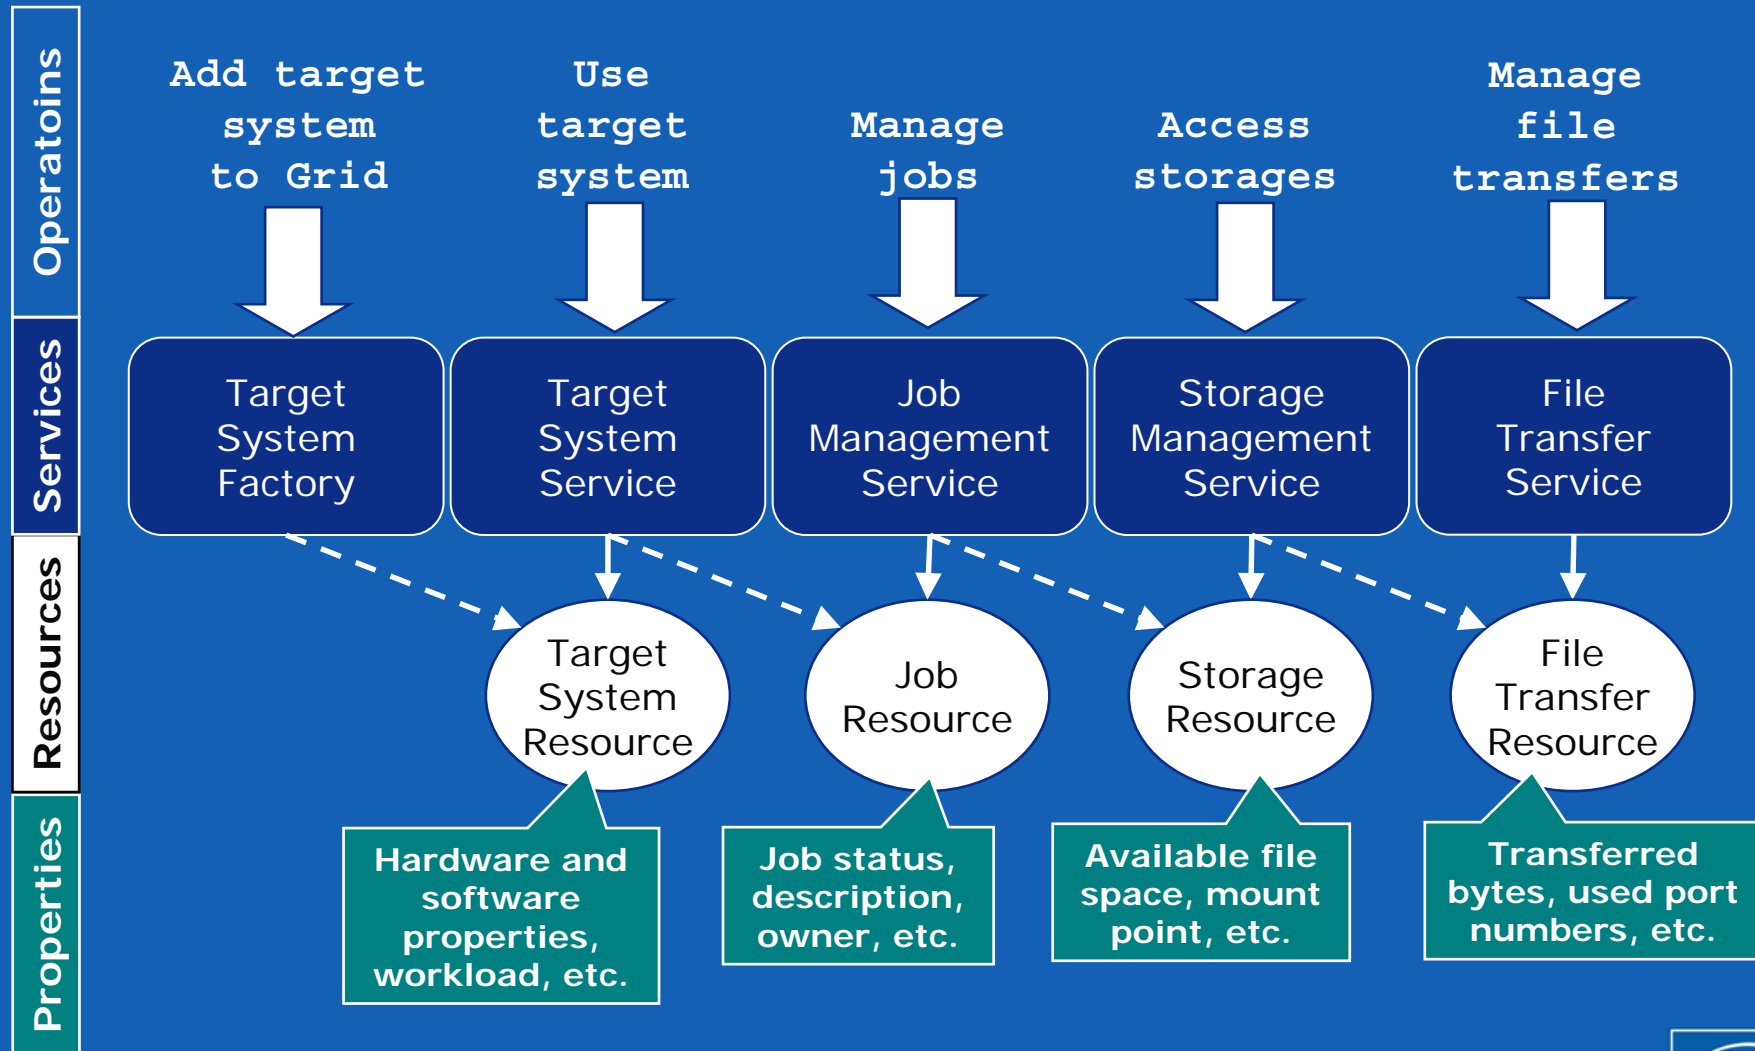 Operatoins
Add target
system
to Grid
Use
target
system
Manage
jobs
Access
storages
Manage
file
transfers
Services
Target
System
Factory
Target
System
Service
Job
Management
Service
Storage
Management
Service
File
Transfer
Service
Resources
Target
System
Resource
Job
Resource
Storage
Resource
File
Transfer
Resource
Properties
Hardware and
software
properties,
workload, etc.
Job status,
description,
owner, etc.
Available file
space, mount
point, etc.
Transferred
bytes, used port
numbers, etc.